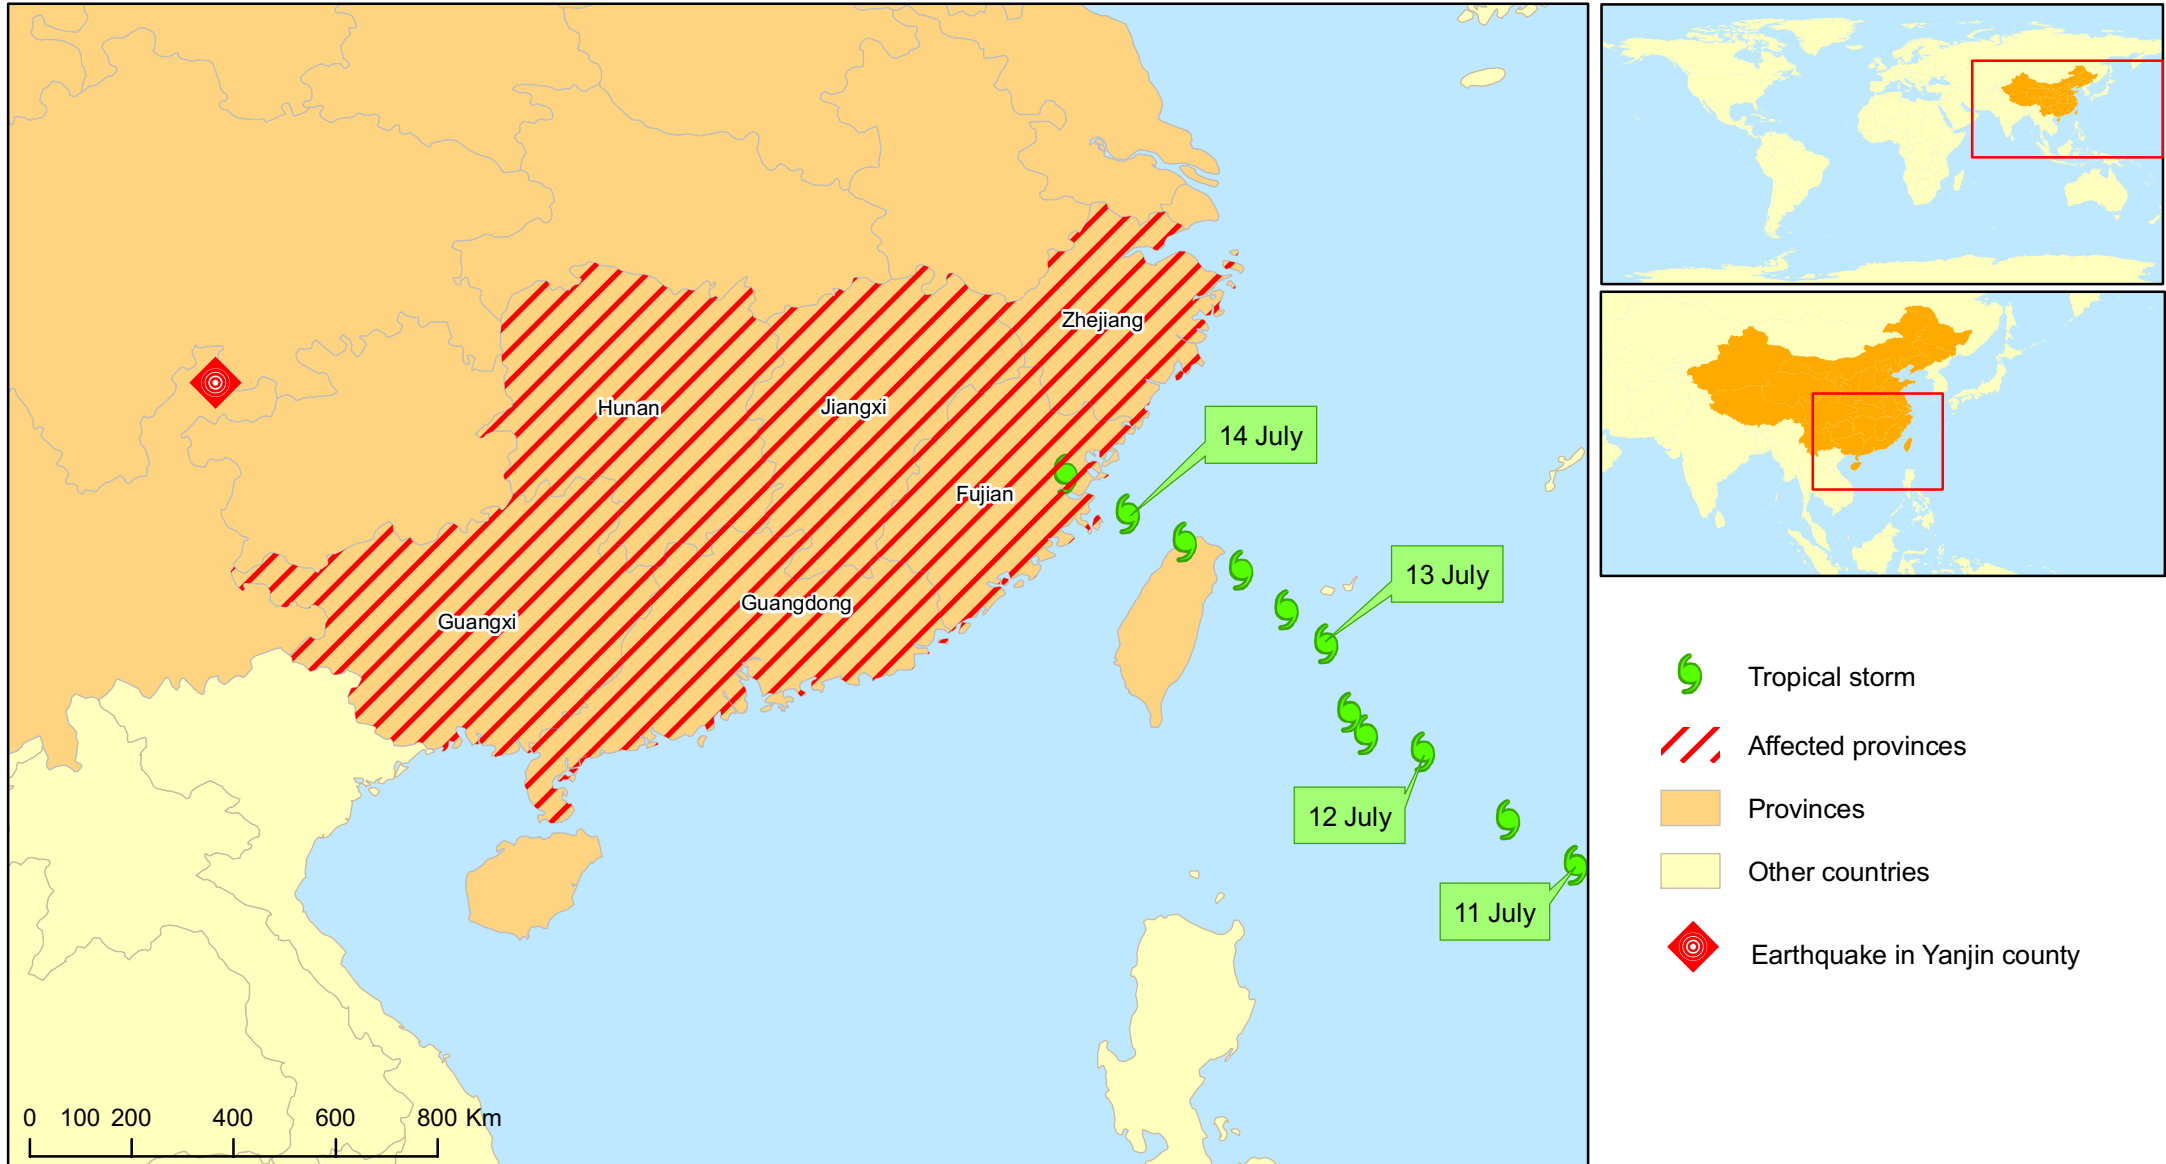 Zhejiang
Hunan
Jiangxi
14 July
Fujian
13 July
Guangdong
Guangxi
12 July
11 July
0 100 200 400 600 800 Km
Tropical storm
Affected provinces
Provinces
Other countries
Earthquake in Yanjin county